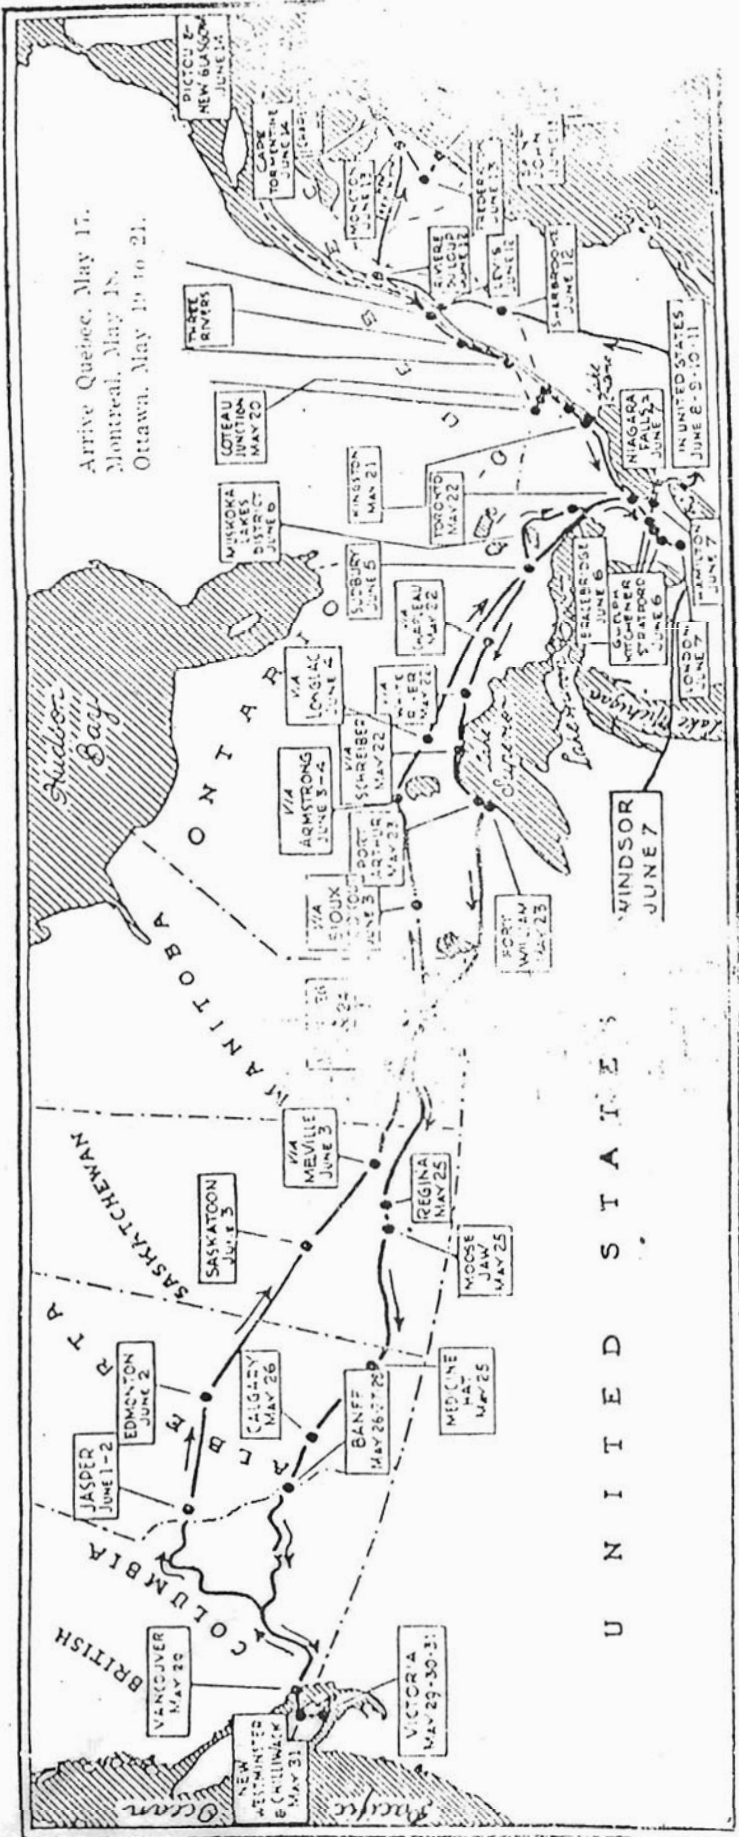 Arrive Quebec, May 17.
Montreal, May 18.
Ottawa, May 19 to 21.
PICTOU &
NEW GLASGOW
JUNE 14
CAPE
TORMENTINE
JUNE 14
MONCTON
JUNE 13
FREDERICTON
JUNE 13
SAINT
JOHN
RIVIERE
DU LOUP
JUNE 12
LEVIS
JUNE 12
SHERBROOKE
JUNE 12
THREE
RIVERS
COTEAU
JUNCTION
MAY 20
KINGSTON
MAY 21
TORONTO
MAY 22
MUSKOKA
LAKES
DISTRICT
JUNE 6
SUDBURY
JUNE 5
IN UNITED STATES
JUNE 8-9-10-11
NIAGARA
FALLS
JUNE 7
HAMILTON
JUNE 7
GUELPH
KITCHENER
STRATFORD
JUNE 6
BRACEBRIDGE
JUNE 6
LONDON
JUNE 7
WINDSOR
JUNE 7
VIA
CHAPLEAU
MAY 22
VIA
WHITE
RIVER
MAY 22
VIA
LONGLAC
JUNE 4
VIA
SCHREIBER
MAY 22
VIA
ARMSTRONG
JUNE 3-4
PORT
ARTHUR
MAY 23
FORT
WILLIAM
MAY 23
VIA
SIOUX
LOOKOUT
JUNE 3
VIA
MELVILLE
JUNE 3
REGINA
MAY 25
MOOSE
JAW
MAY 25
SASKATOON
JUNE 3
MEDICINE
HAT
MAY 25
CALGARY
MAY 26
BANFF
MAY 26-27-28
EDMONTON
JUNE 2
JASPER
JUNE 1-2
VANCOUVER
MAY 29
VICTORIA
MAY 29-30-31
NEW
WESTMINSTER
& CHILLIWACK
MAY 31
Hudson
Bay
Lake
Superior
Lake Huron
Lake
Michigan
Lake
ONTARIO
MANITOBA
SASKATCHEWAN
ALBERTA
BRITISH
COLUMBIA
UNITED STATES
Pacific
Ocean